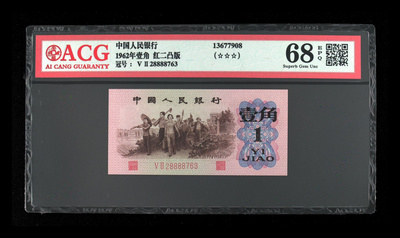 ACG
AI CANG GUARANTY
中国人民银行
1962年壹角 红二凸版
冠号： V II 28888763
13677908
(☆☆☆)
68 EPQ
Superb Gem Unc
中国人民银行
V II 28888763
壹角
1
YI
JIAO